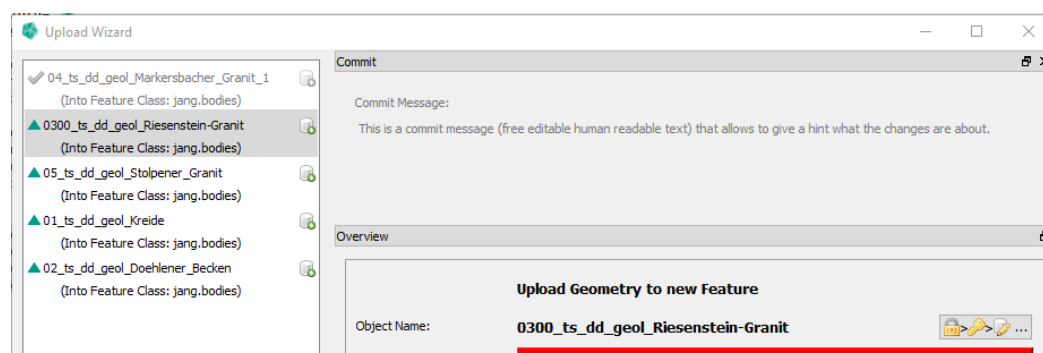 Upload Wizard
04_ts_dd_geol_Markersbacher_Granit_1
(Into Feature Class: jang.bodies)
0300_ts_dd_geol_Riesenstein-Granit
(Into Feature Class: jang.bodies)
05_ts_dd_geol_Stolpener_Granit
(Into Feature Class: jang.bodies)
01_ts_dd_geol_Kreide
(Into Feature Class: jang.bodies)
02_ts_dd_geol_Doehlener_Becken
(Into Feature Class: jang.bodies)
Commit
Commit Message:
This is a commit message (free editable human readable text) that allows to give a hint what the changes are about.
Overview
Upload Geometry to new Feature
Object Name: 0300_ts_dd_geol_Riesenstein-Granit > > ...